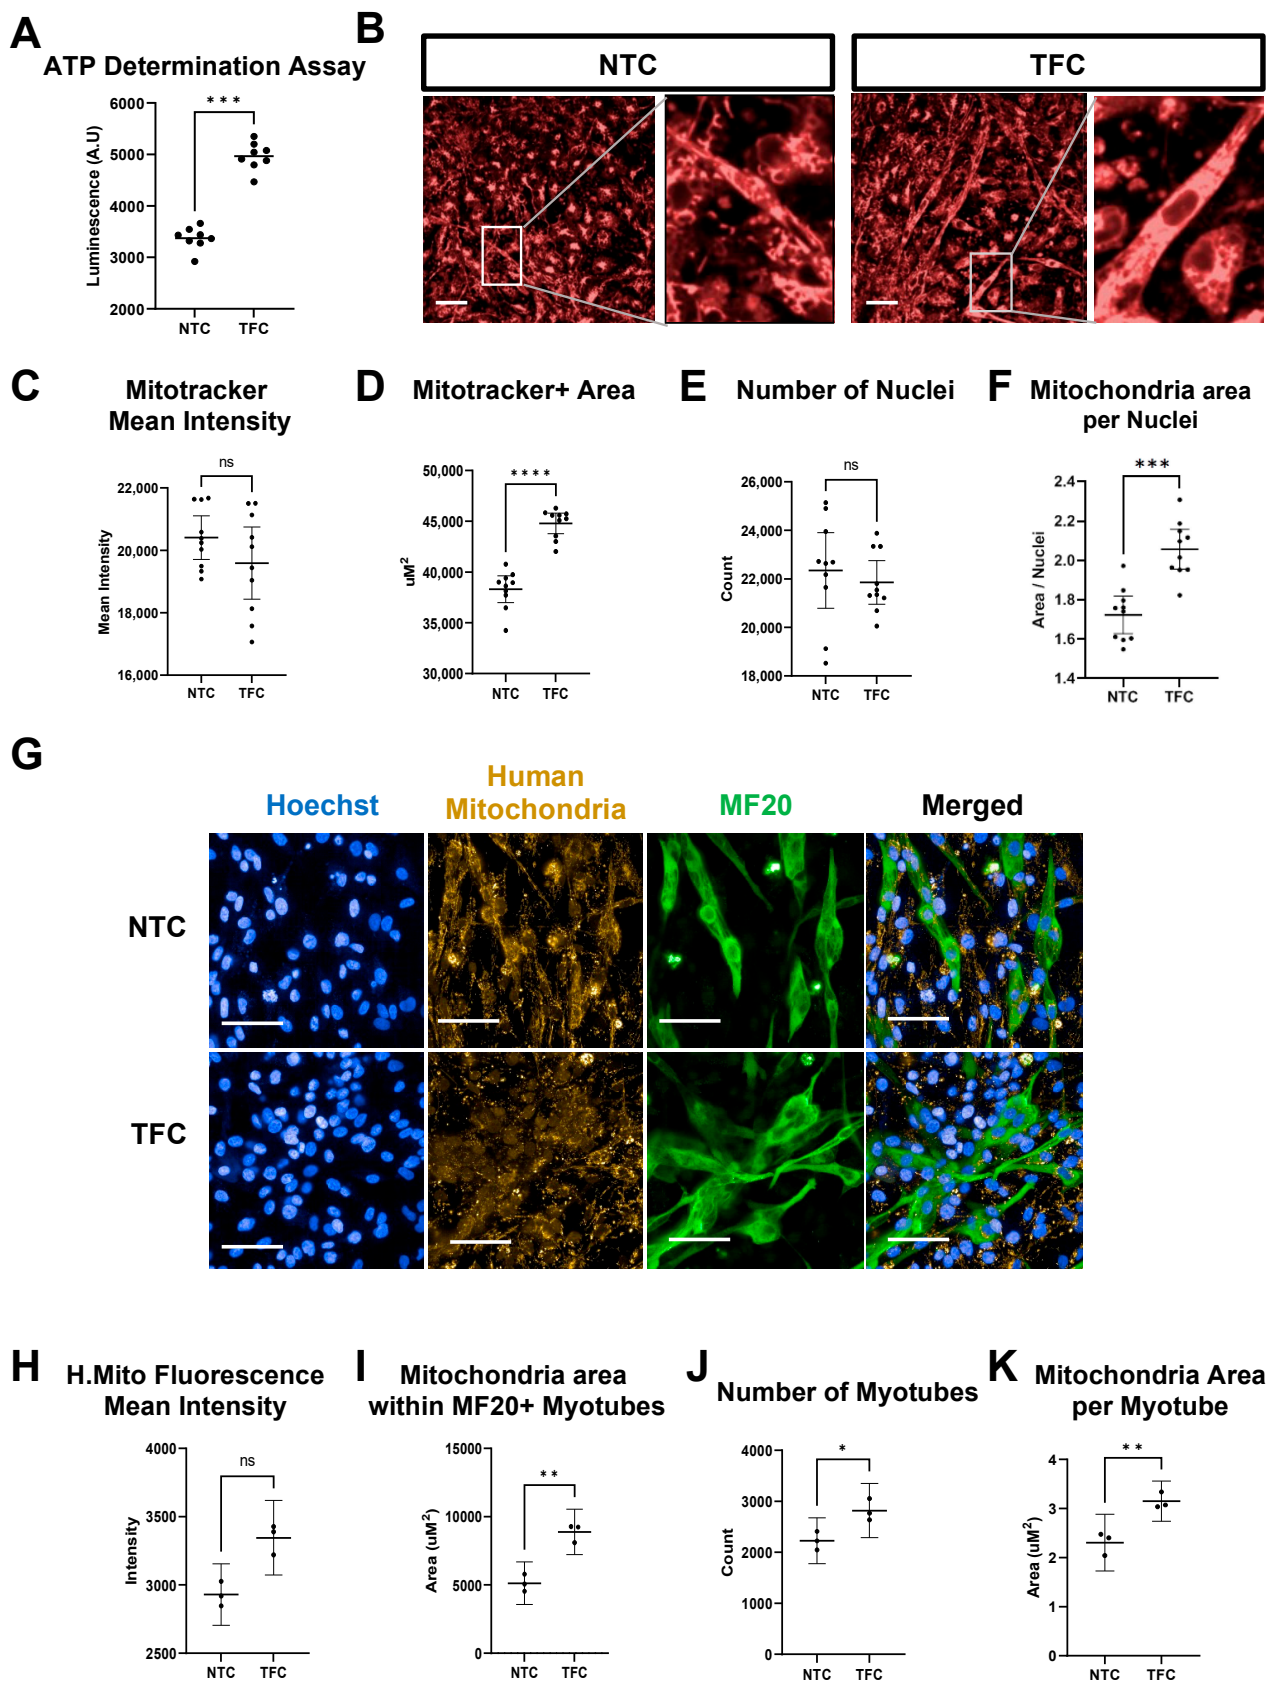 A
ATP Determination Assay
Luminescence (A.U)
6000
5000
4000
3000
2000
***
NTC
TFC
B
NTC
TFC
C
Mitotracker
Mean Intensity
Mean Intensity
22,000
20,000
18,000
16,000
ns
NTC
TFC
D
Mitotracker+ Area
uM²
50,000
45,000
40,000
35,000
30,000
****
NTC
TFC
E
Number of Nuclei
Count
26,000
24,000
22,000
20,000
18,000
ns
NTC
TFC
F
Mitochondria area
per Nuclei
Area / Nuclei
2.4
2.2
2.0
1.8
1.6
1.4
***
NTC
TFC
G
Hoechst
Human
Mitochondria
MF20
Merged
NTC
TFC
H
H.Mito Fluorescence
Mean Intensity
Intensity
4000
3500
3000
2500
ns
NTC
TFC
I
Mitochondria area
within MF20+ Myotubes
Area (uM²)
15000
10000
5000
0
**
NTC
TFC
J
Number of Myotubes
Count
4000
3000
2000
1000
0
*
NTC
TFC
K
Mitochondria Area
per Myotube
Area (uM²)
4
3
2
1
0
**
NTC
TFC